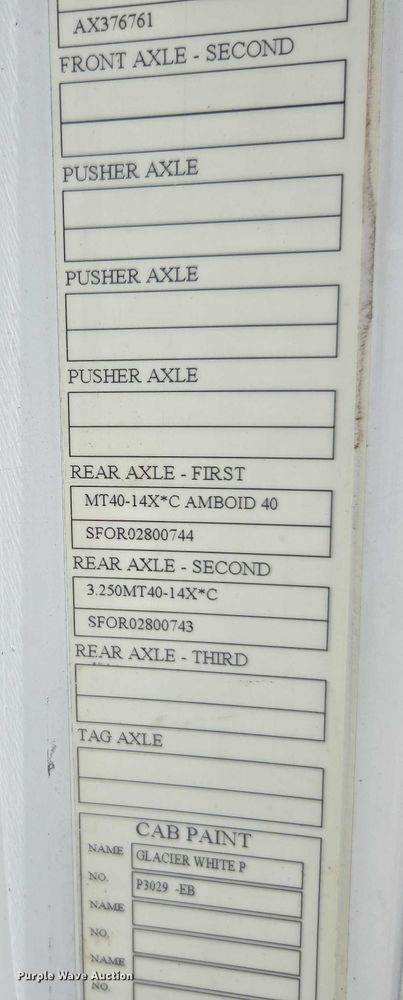 AX376761
FRONT AXLE - SECOND
PUSHER AXLE
PUSHER AXLE
PUSHER AXLE
REAR AXLE - FIRST
MT40-14X*C AMBOID 40
SFOR02800744
REAR AXLE - SECOND
3.250MT40-14X*C
SFOR02800743
REAR AXLE - THIRD
TAG AXLE
CAB PAINT
NAME GLACIER WHITE P
NO. P3029 -EB
NAME
NO.
NAME
NO.
Purple Wave Auction